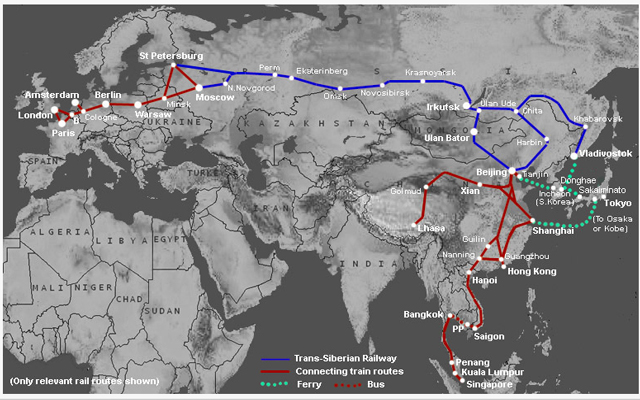 St Petersburg
R U S S I A
Perm
Ekaterinberg
Krasnoyarsk
Amsterdam
Berlin
N.Novgorod
Omsk
Novosibirsk
Irkutsk
Ulan Ude
Chita
London
Moscow
Minsk
Warsaw
Cologne
B
Paris
UKRAINE
KAZAKHSTAN
MONGOLIA
Ulan Bator
Harbin
Khabarovsk
Vladivostok
SPAIN
TURKEY
Beijing
Tianjin
Donghae
Sakaiminato
Golmud
Xian
Incheon
(S.Korea)
Tokyo
IRAN
(To Osaka
or Kobe)
ALGERIA
LIBYA
EGYPT
Lhasa
Shanghai
Guilin
INDIA
Nanning
Guangzhou
Hong Kong
Hanoi
MALI
NIGER
CHAD
SUDAN
Bangkok
PP
Saigon
Trans-Siberian Railway
Penang
Connecting train routes
Kuala Lumpur
(Only relevant rail routes shown)
Ferry
Bus
Singapore